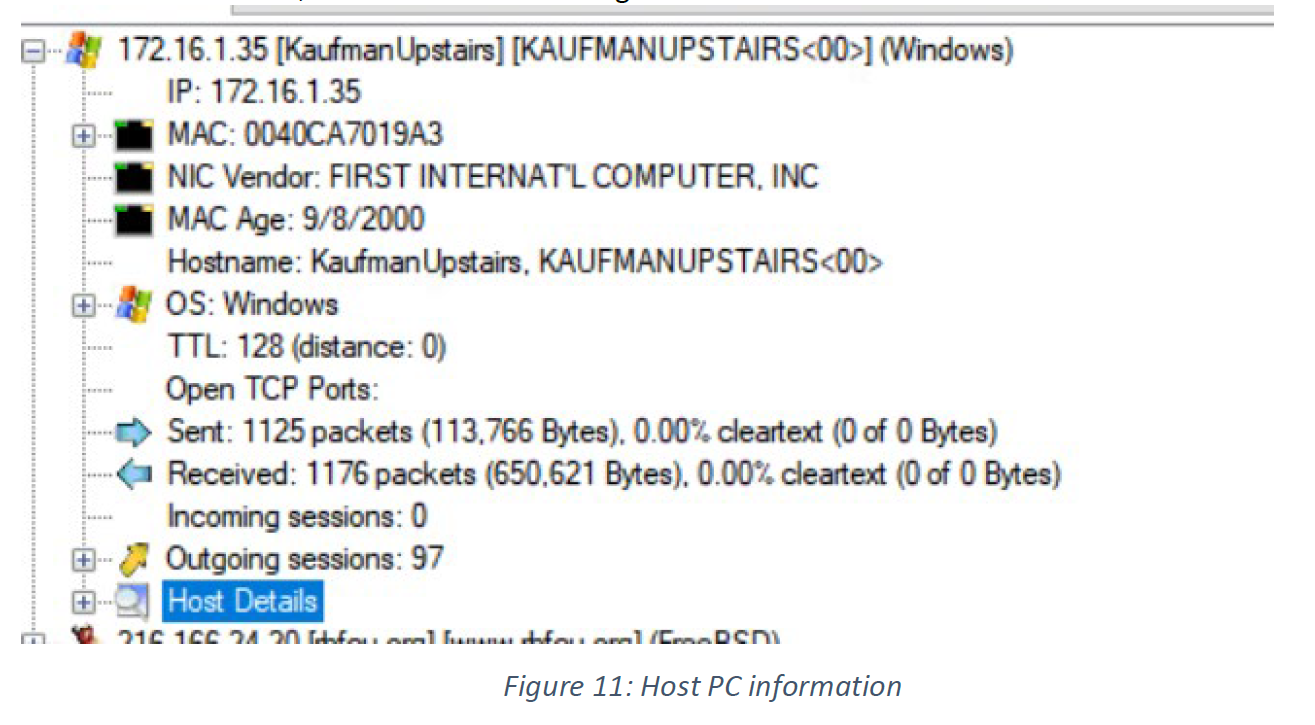 172.16.1.35 [KaufmanUpstairs] [KAUFMANUPSTAIRS<00>] (Windows)
IP: 172.16.1.35
MAC: 0040CA7019A3
NIC Vendor: FIRST INTERNAT'L COMPUTER, INC
MAC Age: 9/8/2000
Hostname: KaufmanUpstairs, KAUFMANUPSTAIRS<00>
OS: Windows
TTL: 128 (distance: 0)
Open TCP Ports:
Sent: 1125 packets (113,766 Bytes), 0.00% cleartext (0 of 0 Bytes)
Received: 1176 packets (650,621 Bytes), 0.00% cleartext (0 of 0 Bytes)
Incoming sessions: 0
Outgoing sessions: 97
Host Details
216.166.24.20 (FreeBSD)
Figure 11: Host PC information